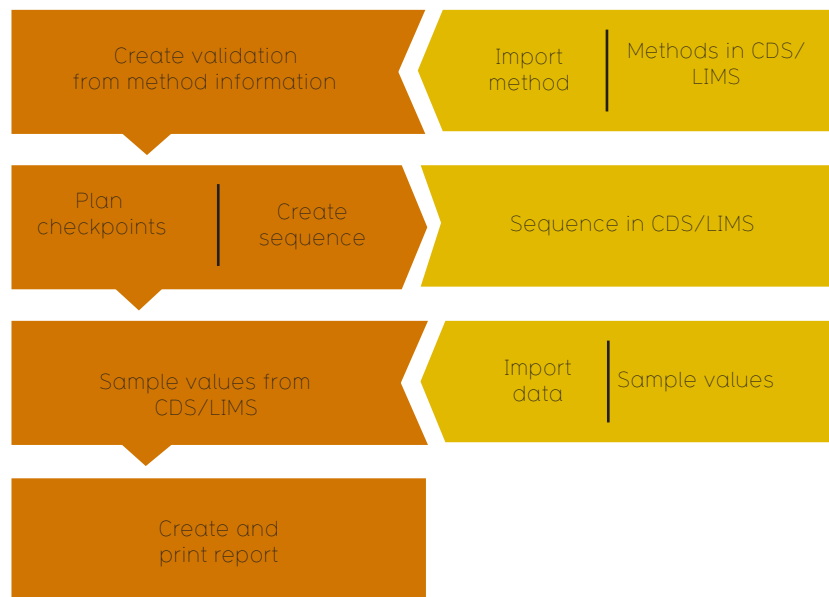 Create validation
from method information
Import
method
Methods in CDS/
LIMS
Plan
checkpoints
Create
sequence
Sequence in CDS/LIMS
Sample values from
CDS/LIMS
Import
data
Sample values
Create and
print report